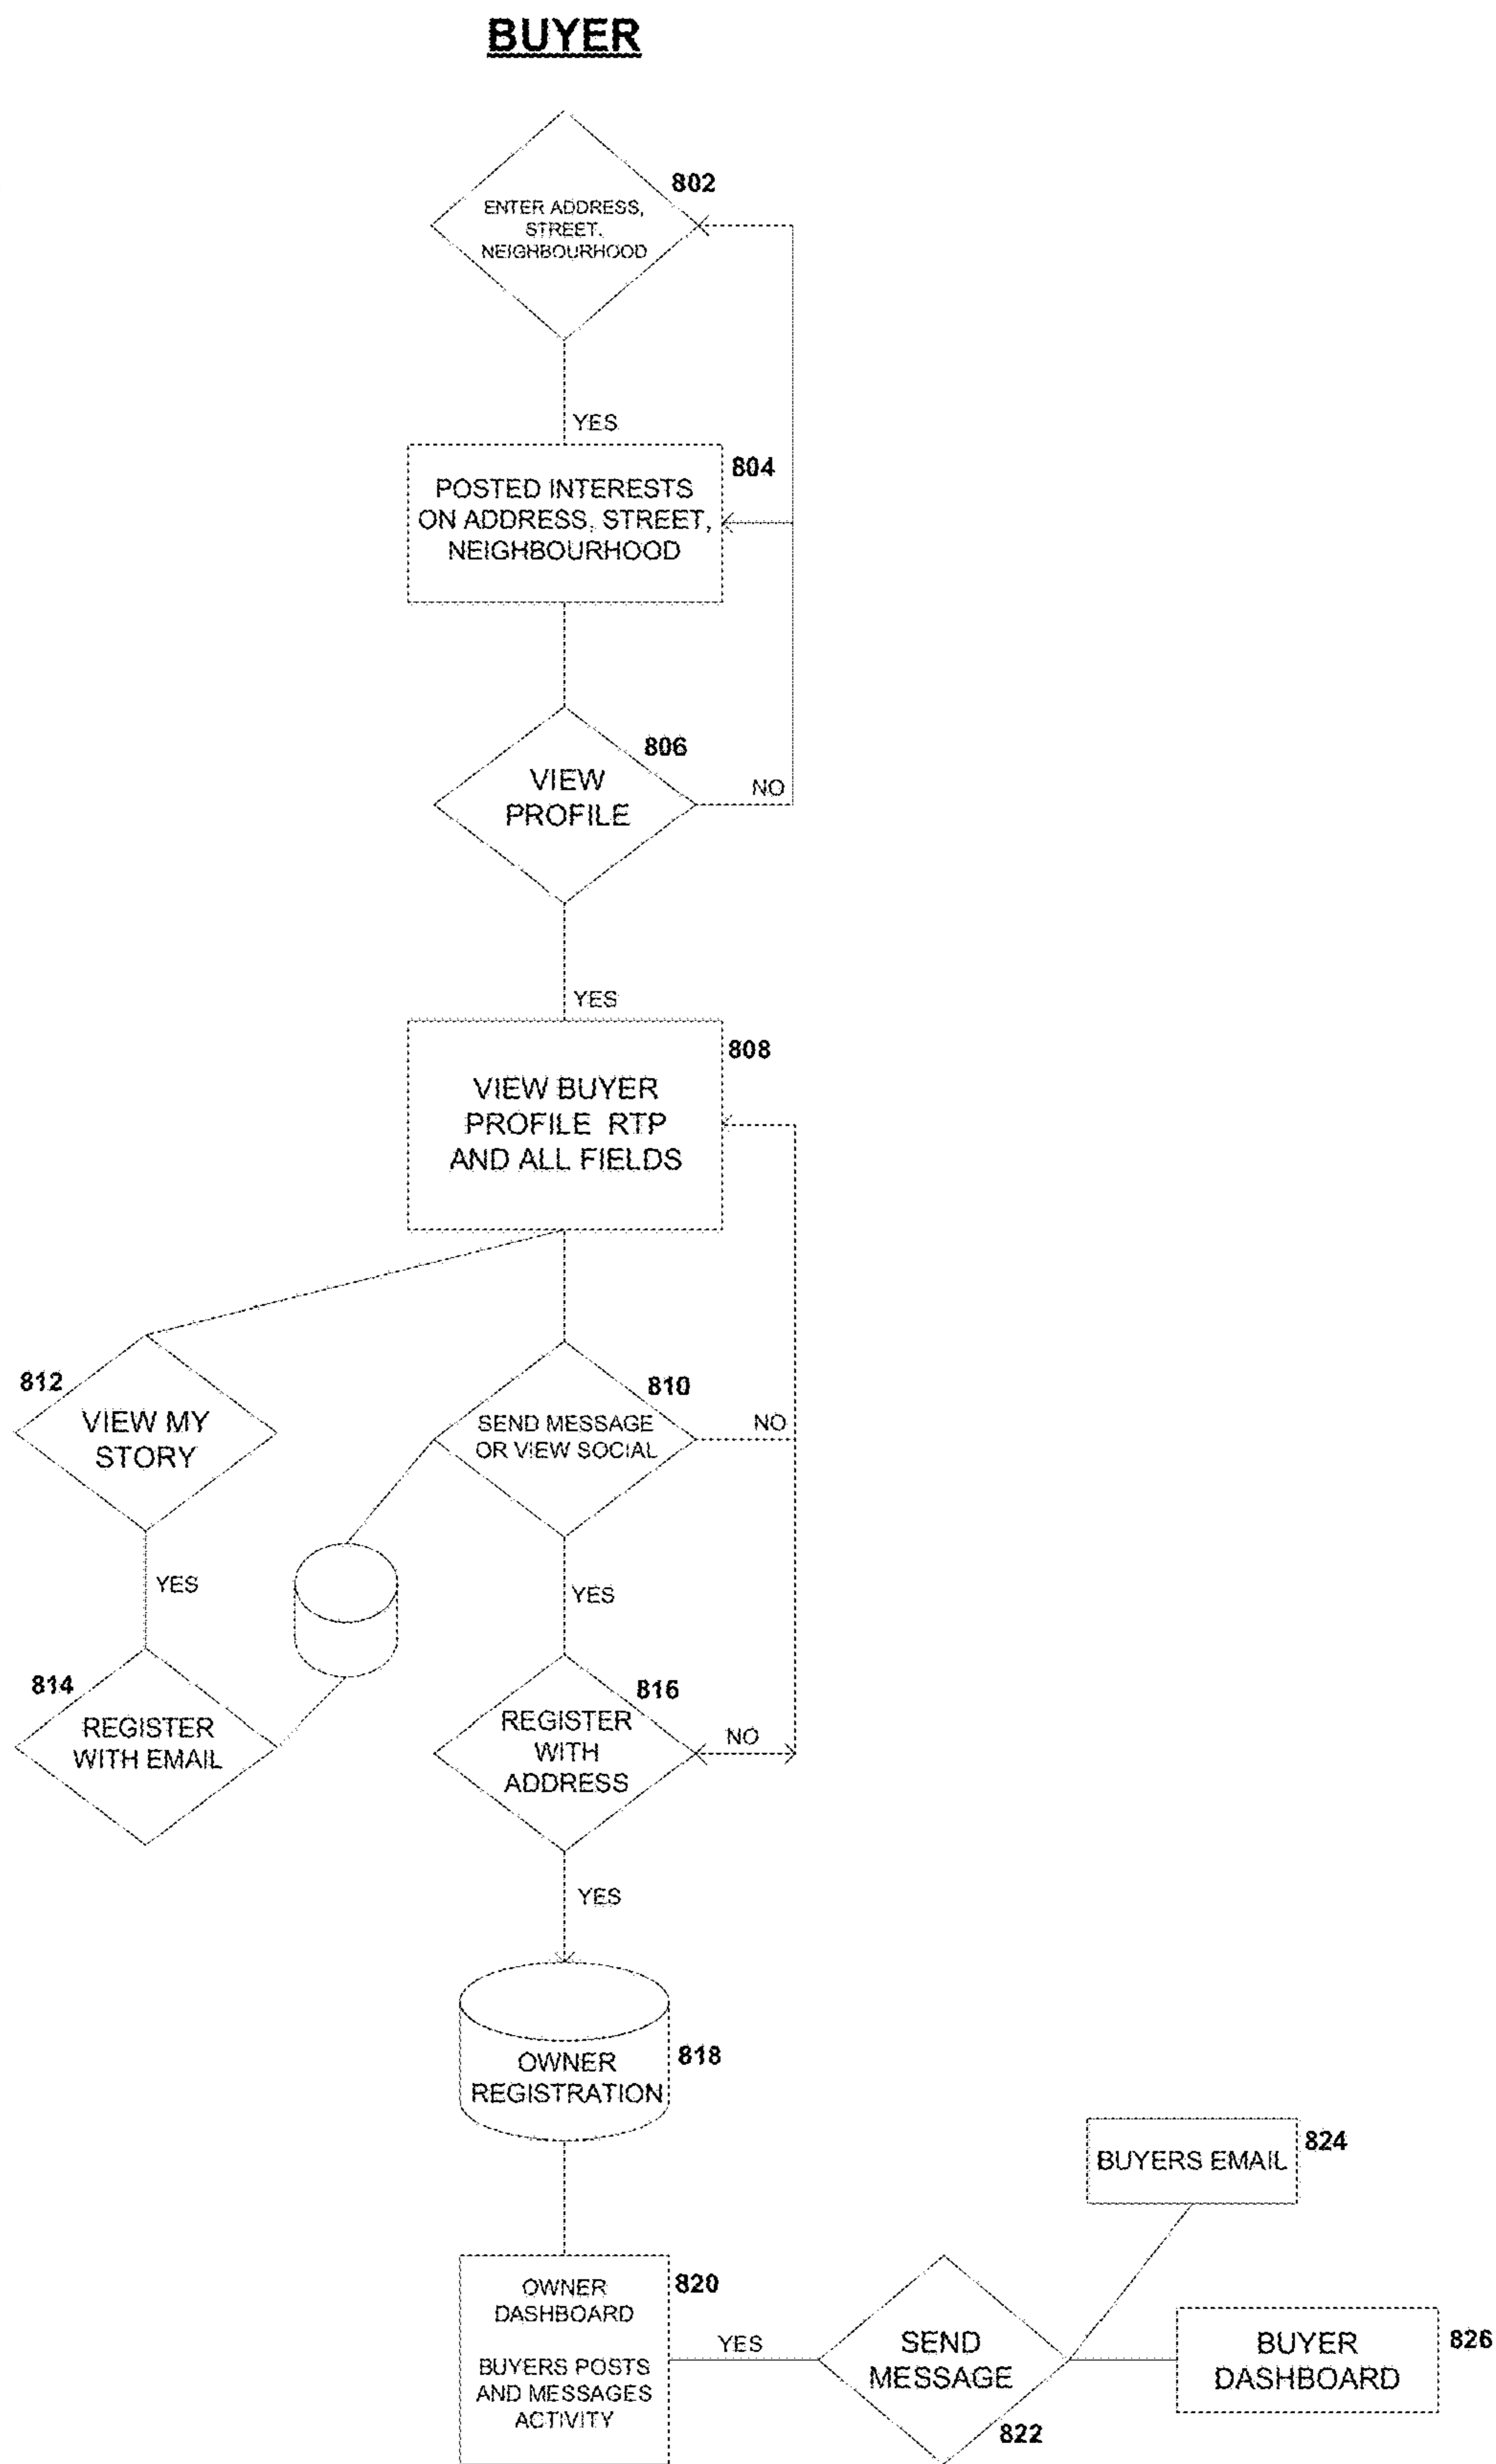 BUYER
802
ENTER ADDRESS,
STREET,
NEIGHBOURHOOD
YES
804
POSTED INTERESTS
ON ADDRESS, STREET,
NEIGHBOURHOOD
806
VIEW
PROFILE
NO
YES
808
VIEW BUYER
PROFILE RTP
AND ALL FIELDS
812
VIEW MY
STORY
810
SEND MESSAGE
OR VIEW SOCIAL
NO
YES
YES
814
REGISTER
WITH EMAIL
816
REGISTER
WITH
ADDRESS
NO
YES
818
OWNER
REGISTRATION
824
BUYERS EMAIL
820
OWNER
DASHBOARD
BUYERS POSTS
AND MESSAGES
ACTIVITY
YES
SEND
MESSAGE
822
BUYER
DASHBOARD
826